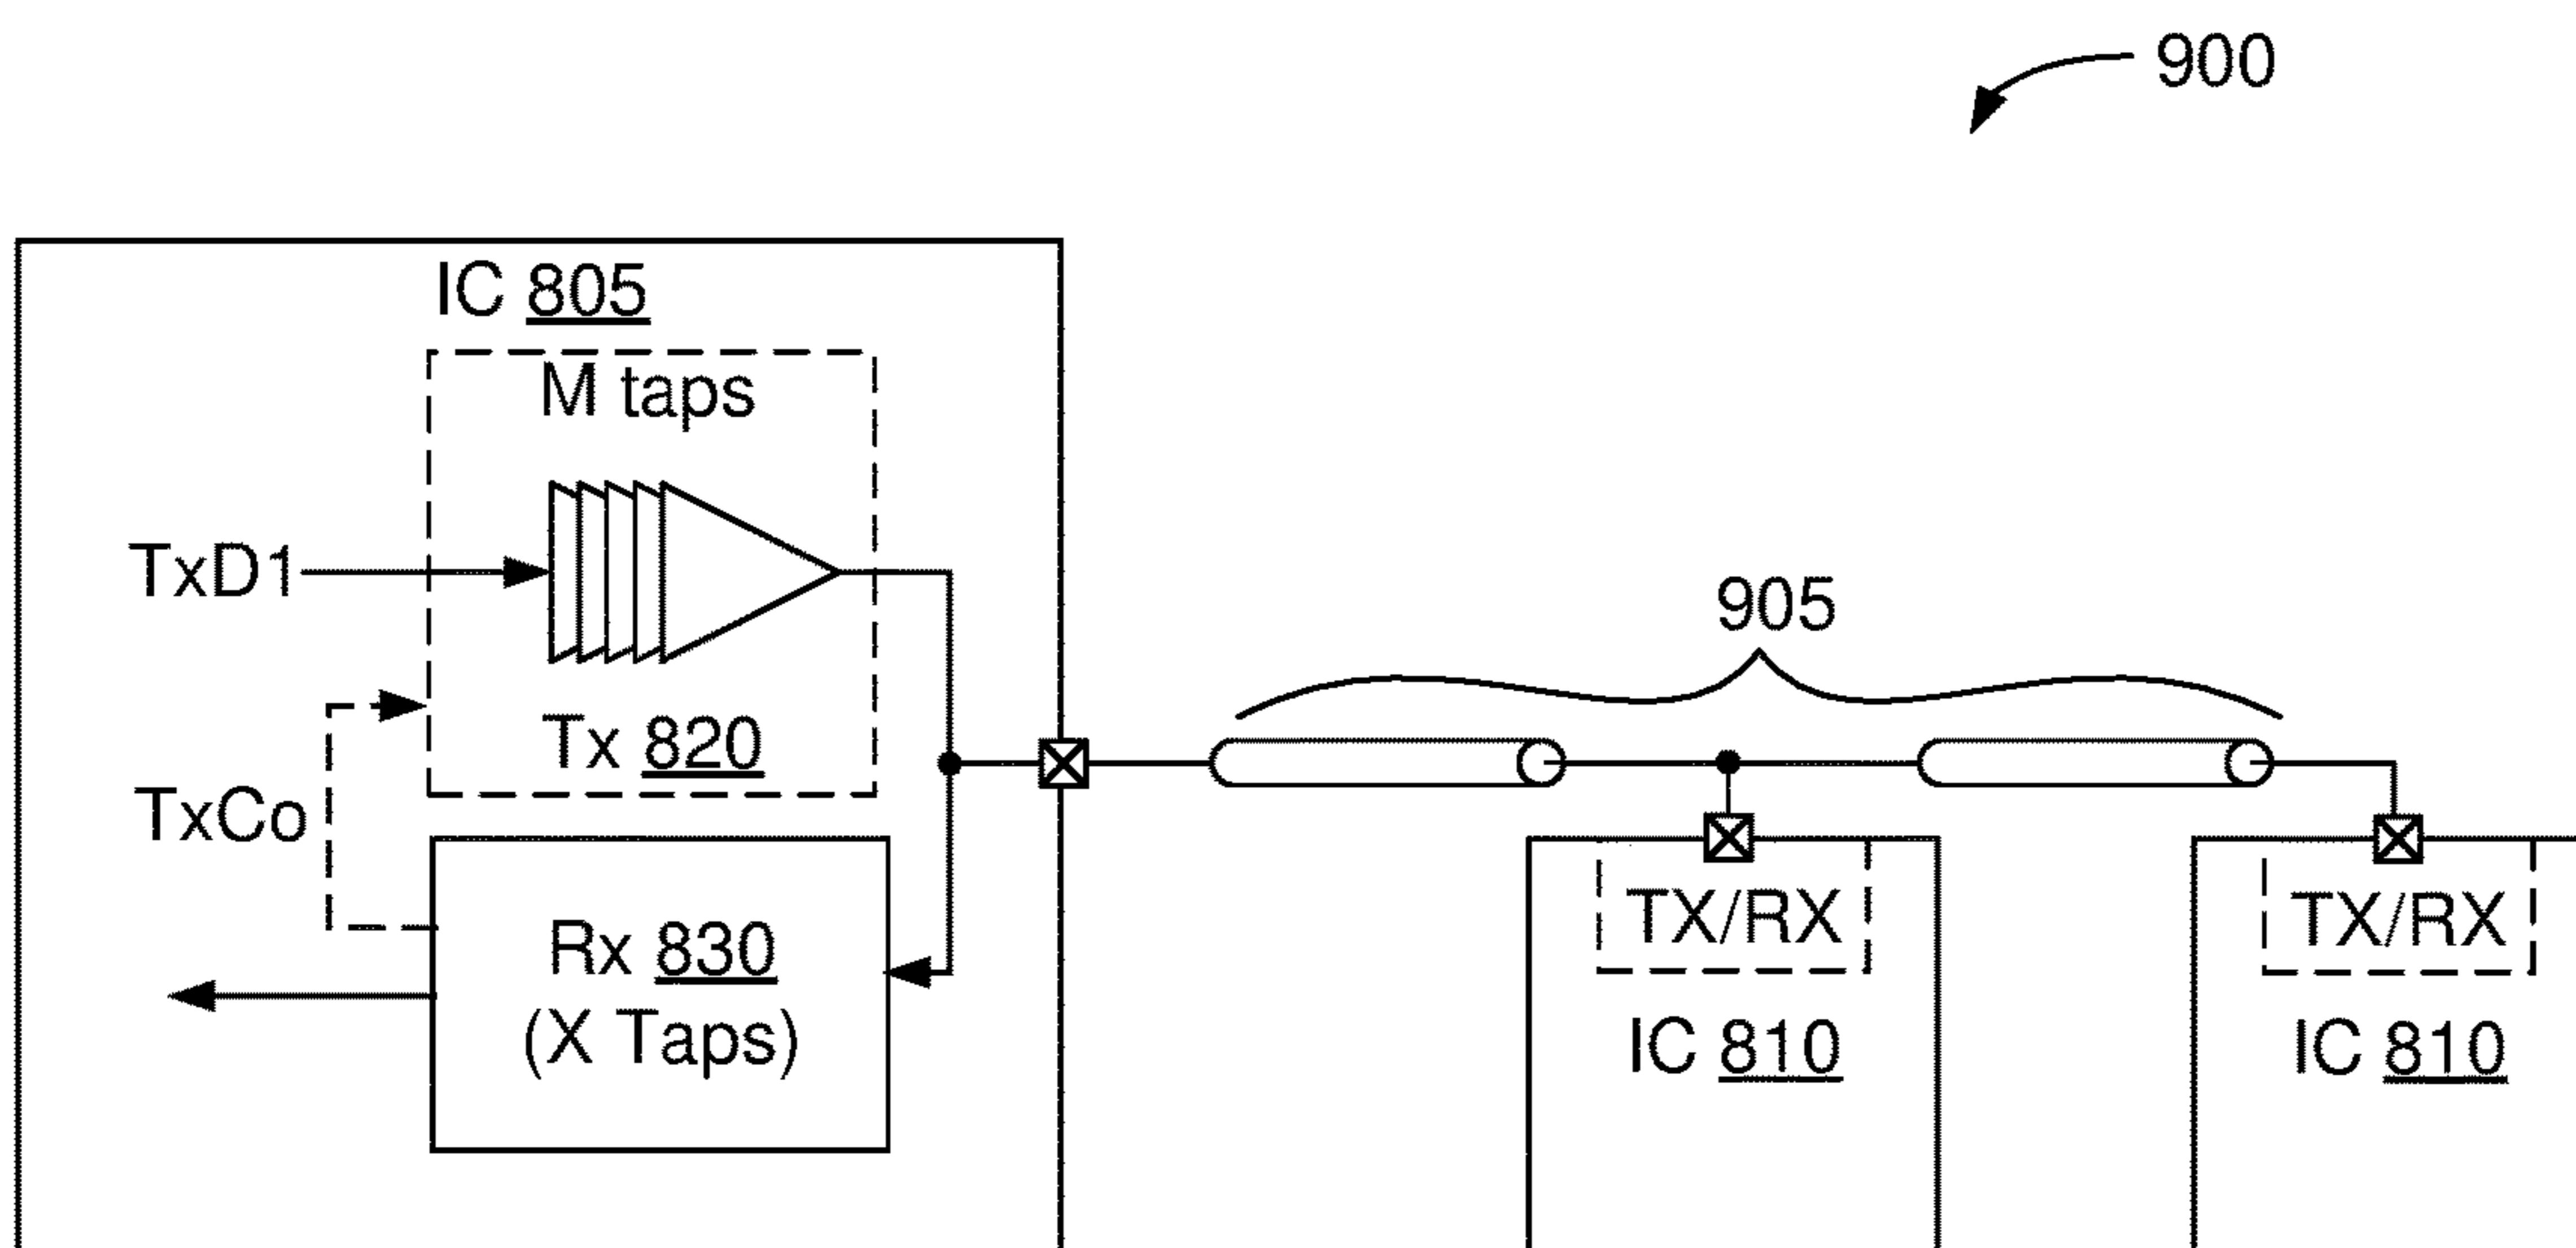 900
IC 805
M taps
TxD1
905
Tx 820
TxCo
TX/RX
TX/RX
Rx 830
(X Taps)
IC 810
IC 810